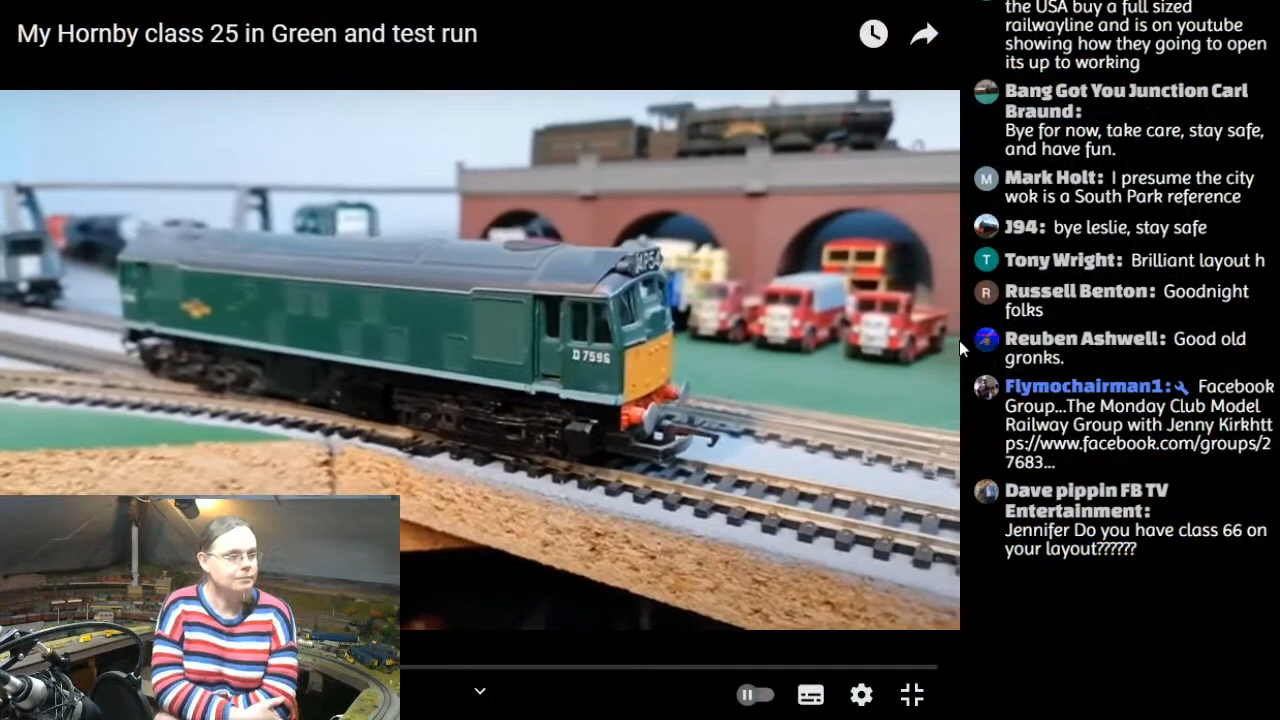 My Hornby class 25 in Green and test run
4P54
D7596
the USA buy a full sized
railwayline and is on youtube
showing how they going to open
its up to working
Bang Got You Junction Carl
Braund:
Bye for now, take care, stay safe,
and have fun.
M
Mark Holt: I presume the city
wok is a South Park reference
J94: bye leslie, stay safe
T
Tony Wright: Brilliant layout h
R
Russell Benton: Goodnight
folks
Reuben Ashwell: Good old
gronks.
Flymochairman1: Facebook
Group...The Monday Club Model
Railway Group with Jenny Kirkhtt
ps://www.facebook.com/groups/2
7683...
Dave pippin FB TV
Entertainment:
Jennifer Do you have class 66 on
your layout??????